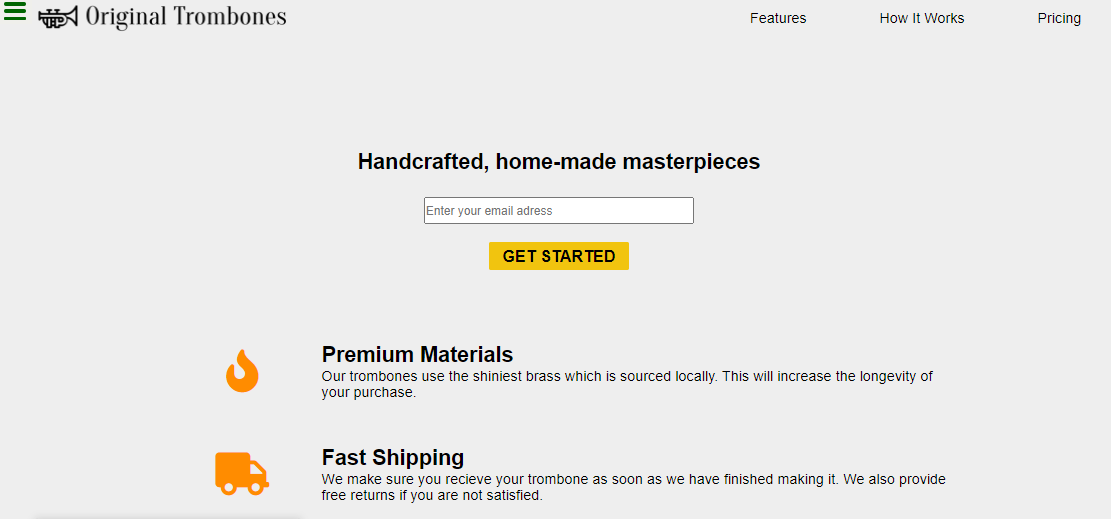 Original Trombones
Features
How It Works
Pricing
Handcrafted, home-made masterpieces
Enter your email adress
GET STARTED
Premium Materials
Our trombones use the shiniest brass which is sourced locally. This will increase the longevity of
your purchase.
Fast Shipping
We make sure you recieve your trombone as soon as we have finished making it. We also provide
free returns if you are not satisfied.